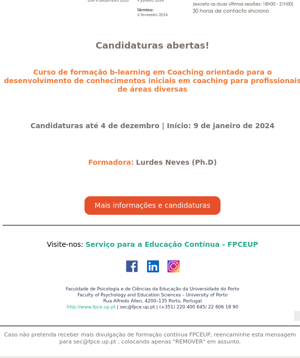 (exceto as duas últimas sessões: 18h00 - 21h00)
Término:
30 horas de contacto síncrono
6 fevereiro 2024
Candidaturas abertas!
Curso de formação b-learning em Coaching orientado para o
desenvolvimento de conhecimentos iniciais em coaching para profissionais
de áreas diversas
Candidaturas até 4 de dezembro | Início: 9 de janeiro de 2024
Formadora: Lurdes Neves (Ph.D)
Mais informações e candidaturas
Visite-nos: Serviço para a Educação Contínua - FPCEUP
Faculdade de Psicologia e de Ciências da Educação da Universidade do Porto
Faculty of Psychology and Education Sciences – University of Porto
Rua Alfredo Allen, 4200–135 Porto, Portugal
http://www.fpce.up.pt | sec@fpce.up.pt | (+351) 220 400 645/ 22 606 18 90
Caso não pretenda receber mais divulgação de formação contínua FPCEUP, reencaminhe esta mensagem
para sec@fpce.up.pt , colocando apenas "REMOVER" em assunto.